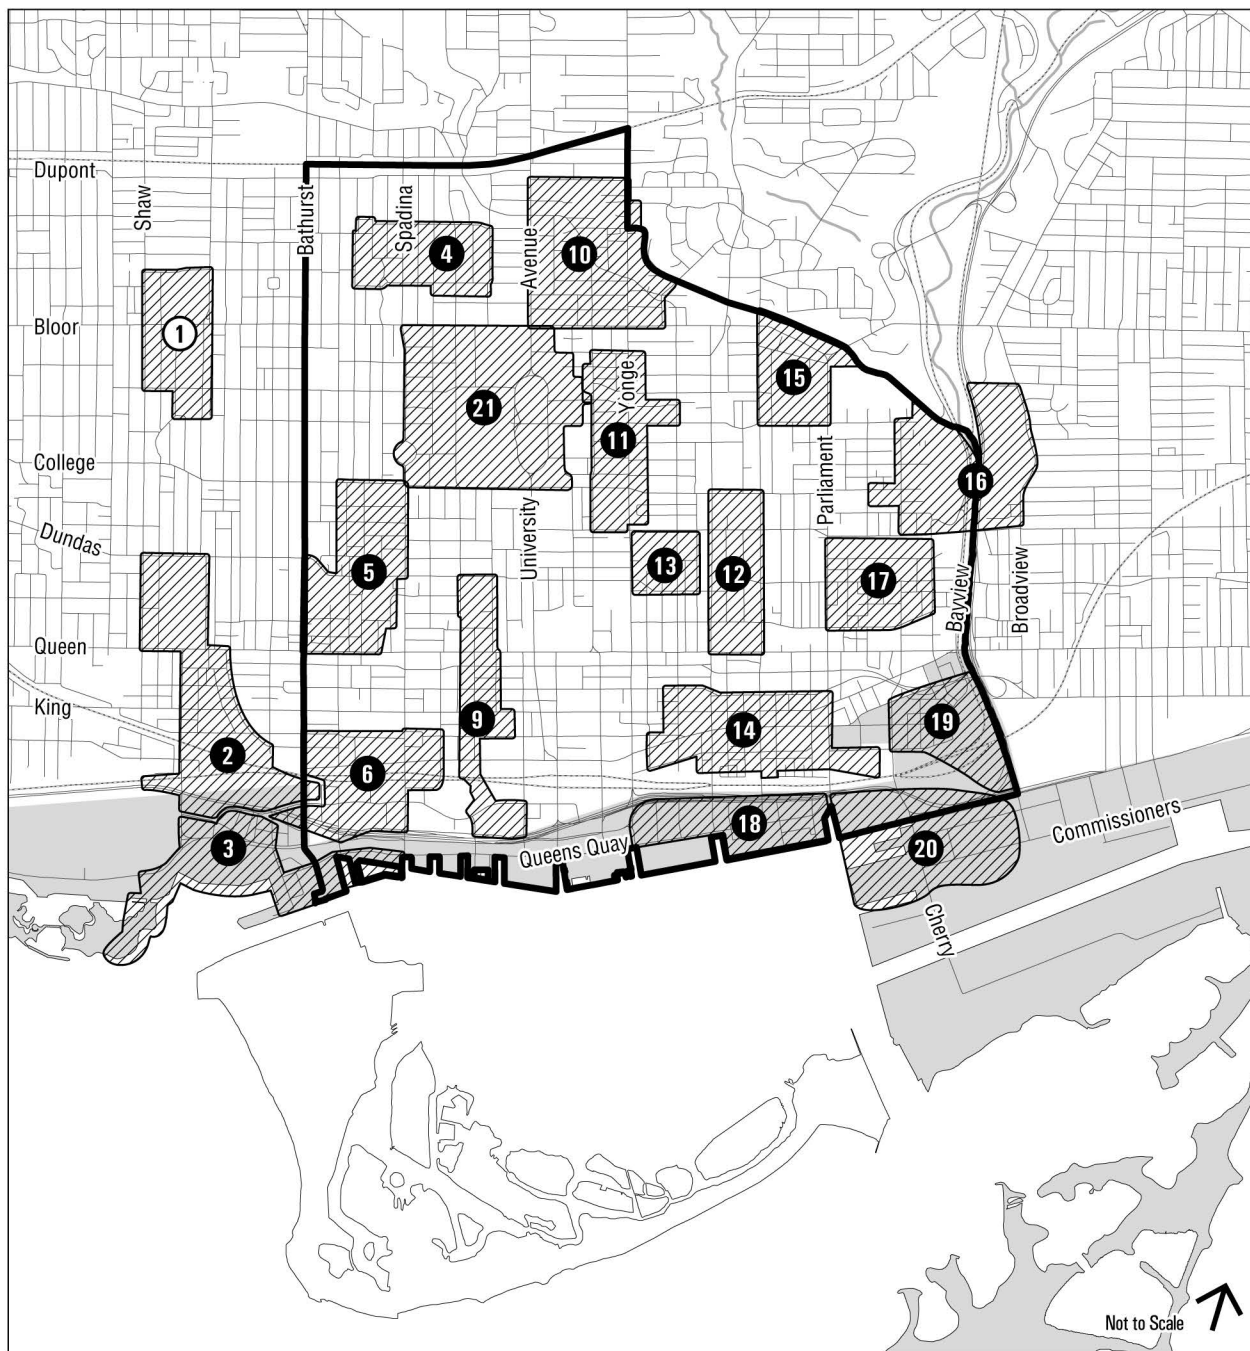 Dupont
Shaw
Bathurst
Spadina
4
Avenue
10
Bloor
1
15
Yonge
21
11
College
Parliament
16
Dundas
University
5
13
12
17
Bayview
Broadview
Queen
King
9
14
19
2
6
3
Queens Quay
18
20
Commissioners
Cherry
Not to Scale